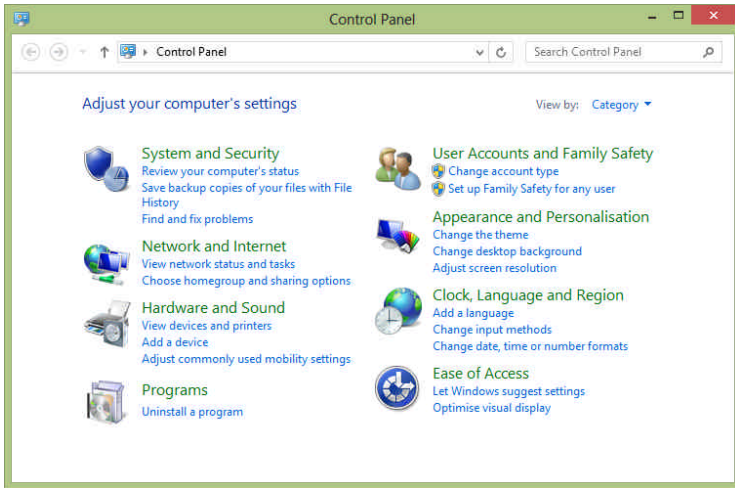 Control Panel
Control Panel
Search Control Panel
Adjust your computer's settings
View by: Category
System and Security
Review your computer's status
Save backup copies of your files with File
History
Find and fix problems
Network and Internet
View network status and tasks
Choose homegroup and sharing options
Hardware and Sound
View devices and printers
Add a device
Adjust commonly used mobility settings
Programs
Uninstall a program
User Accounts and Family Safety
Change account type
Set up Family Safety for any user
Appearance and Personalisation
Change the theme
Change desktop background
Adjust screen resolution
Clock, Language and Region
Add a language
Change input methods
Change date, time or number formats
Ease of Access
Let Windows suggest settings
Optimise visual display